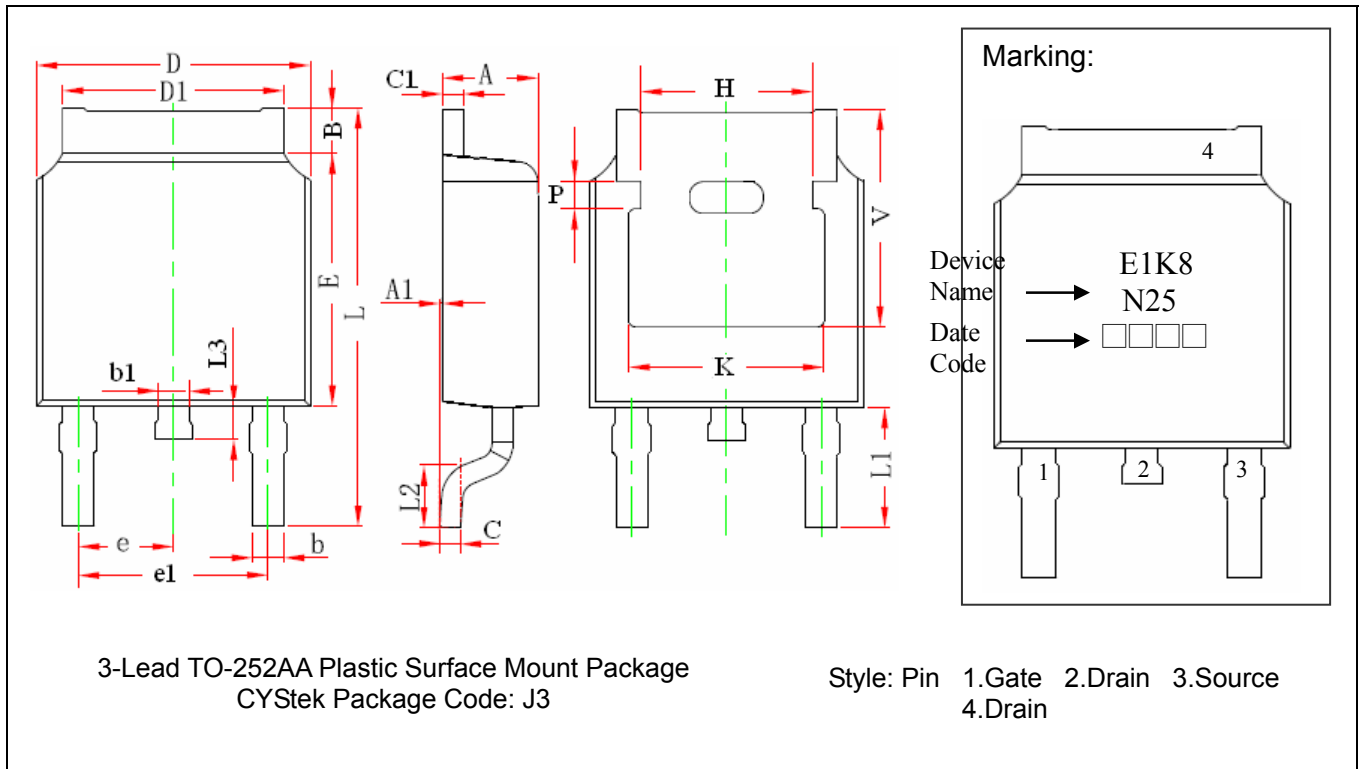 D
D1
B
E
L
L3
b1
e
e1
b
C1
A
A1
L2
C
H
P
V
K
L1
Marking:
4
Device
Name
E1K8
N25
Date
Code
□□□□
1
2
3
3-Lead TO-252AA Plastic Surface Mount Package
CYStek Package Code: J3
Style: Pin 1.Gate 2.Drain 3.Source
4.Drain